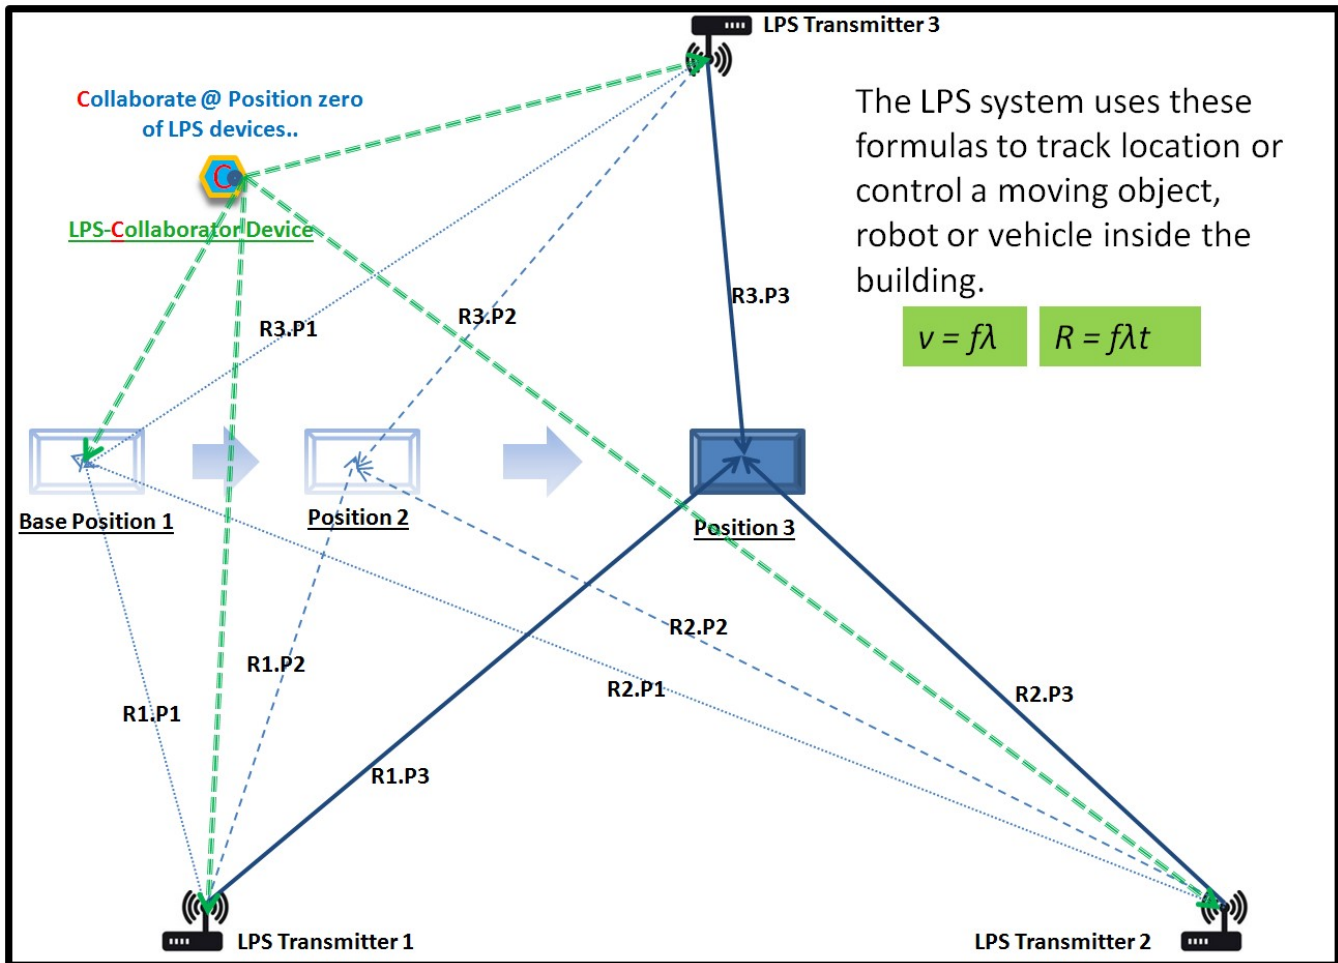 LPS Transmitter 3
Collaborate @ Position zero
of LPS devices..
C
LPS-Collaborator Device
The LPS system uses these
formulas to track location or
control a moving object,
robot or vehicle inside the
building.
v = fλ
R = fλt
R3.P1
R3.P2
R3.P3
Base Position 1
Position 2
Position 3
R1.P1
R1.P2
R1.P3
R2.P1
R2.P2
R2.P3
LPS Transmitter 1
LPS Transmitter 2